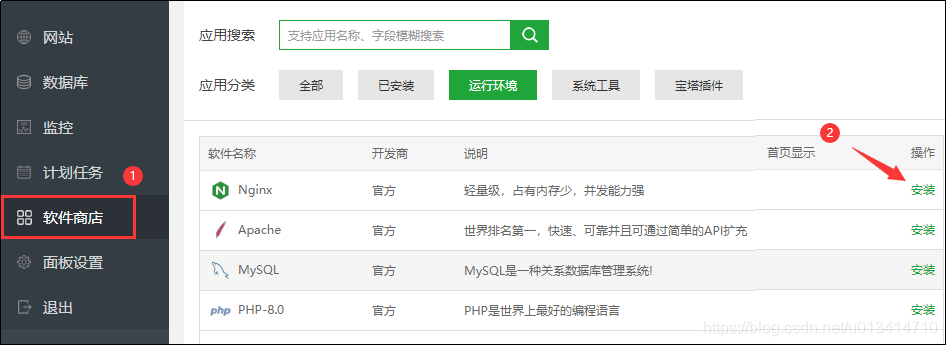 网站
数据库
监控
计划任务
1
软件商店
面板设置
退出
应用搜索 支持应用名称、字段模糊搜索
应用分类 全部 已安装 运行环境 系统工具 宝塔插件
2
软件名称 开发商 说明 首页显示 操作
Nginx 官方 轻量级，占有内存少，并发能力强 安装
Apache 官方 世界排名第一，快速、可靠并且可通过简单的API扩充 安装
MySQL 官方 MySQL是一种关系数据库管理系统! 安装
php PHP-8.0 官方 PHP是世界上最好的编程语言 安装
https://blog.csdn.net/u013414710